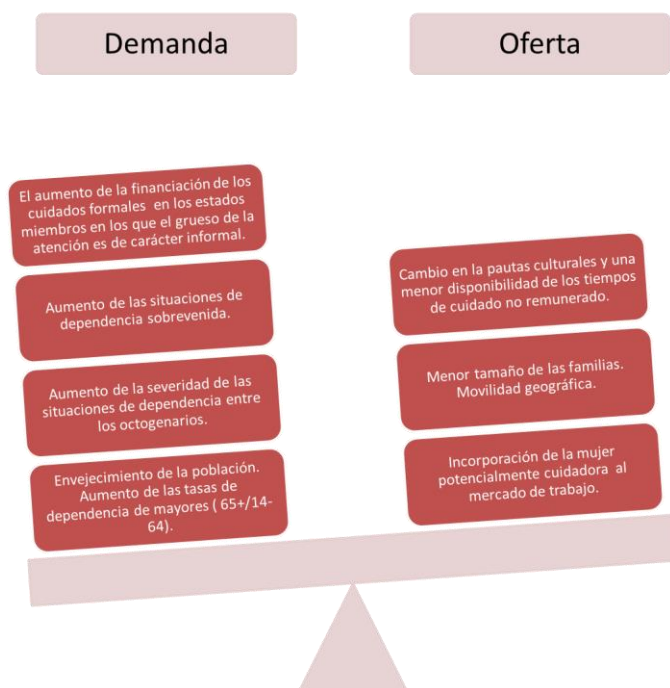 Demanda
Oferta
El aumento de la financiación de los
cuidados formales en los estados
miembros en los que el grueso de la
atención es de carácter informal.
Aumento de las situaciones de
dependencia sobrevenida.
Aumento de la severidad de las
situaciones de dependencia entre
los octogenarios.
Envejecimiento de la población.
Aumento de las tasas de
dependencia de mayores ( 65+/14-
64).
Cambio en la pautas culturales y una
menor disponibilidad de los tiempos
de cuidado no remunerado.
Menor tamaño de las familias.
Movilidad geográfica.
Incorporación de la mujer
potencialmente cuidadora al
mercado de trabajo.